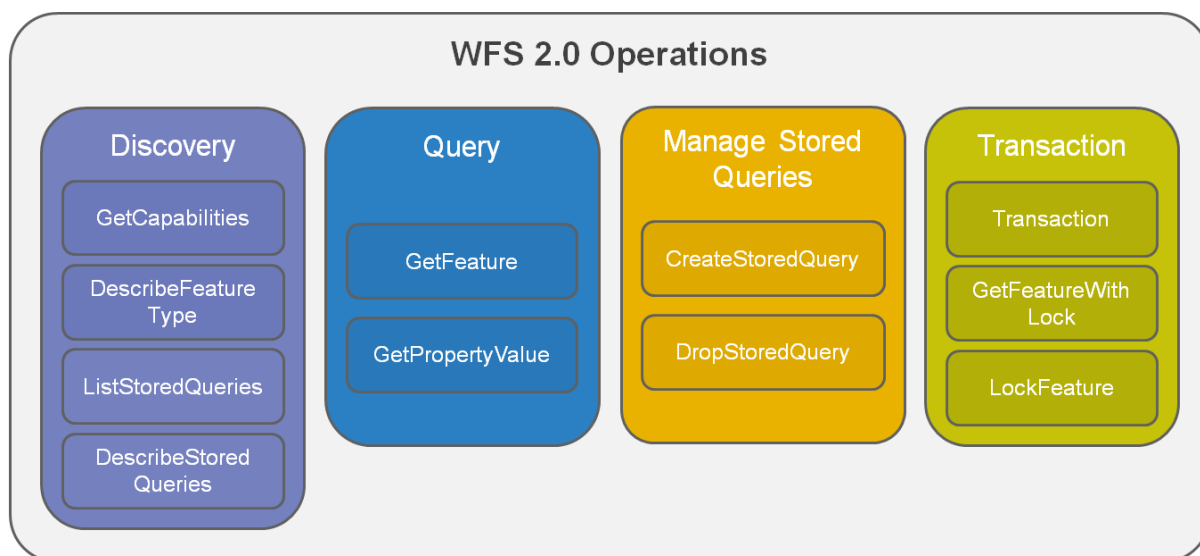 WFS 2.0 Operations
Discovery
GetCapabilities
DescribeFeature
Type
ListStoredQueries
DescribeStored
Queries
Query
GetFeature
GetPropertyValue
Manage Stored
Queries
CreateStoredQuery
DropStoredQuery
Transaction
Transaction
GetFeatureWith
Lock
LockFeature